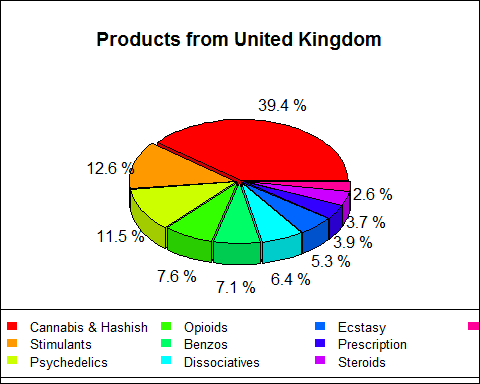 Products from United Kingdom
39.4 %
12.6 %
2.6 %
3.7 %
3.9 %
11.5 %
5.3 %
7.6 %
6.4 %
7.1 %
Cannabis & Hashish Opioids Ecstasy
Stimulants Benzos Prescription
Psychedelics Dissociatives Steroids